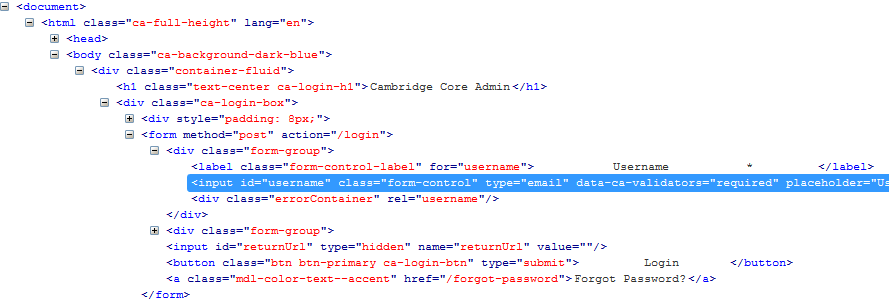 <document>
<html class="ca-full-height" lang="en">
<head>
<body class="ca-background-dark-blue">
<div class="container-fluid">
<h1 class="text-center ca-login-h1">Cambridge Core Admin</h1>
<div class="ca-login-box">
<div style="padding: 8px;">
<form method="post" action="/login">
<div class="form-group">
<label class="form-control-label" for="username"> Username * </label>
<input id="username" class="form-control" type="email" data-ca-validators="required" placeholder="Us
<div class="errorContainer" rel="username"/>
</div>
<div class="form-group">
<input id="returnUrl" type="hidden" name="returnUrl" value=""/>
<button class="btn btn-primary ca-login-btn" type="submit"> Login </button>
<a class="mdl-color-text--accent" href="/forgot-password">Forgot Password?</a>
</form>